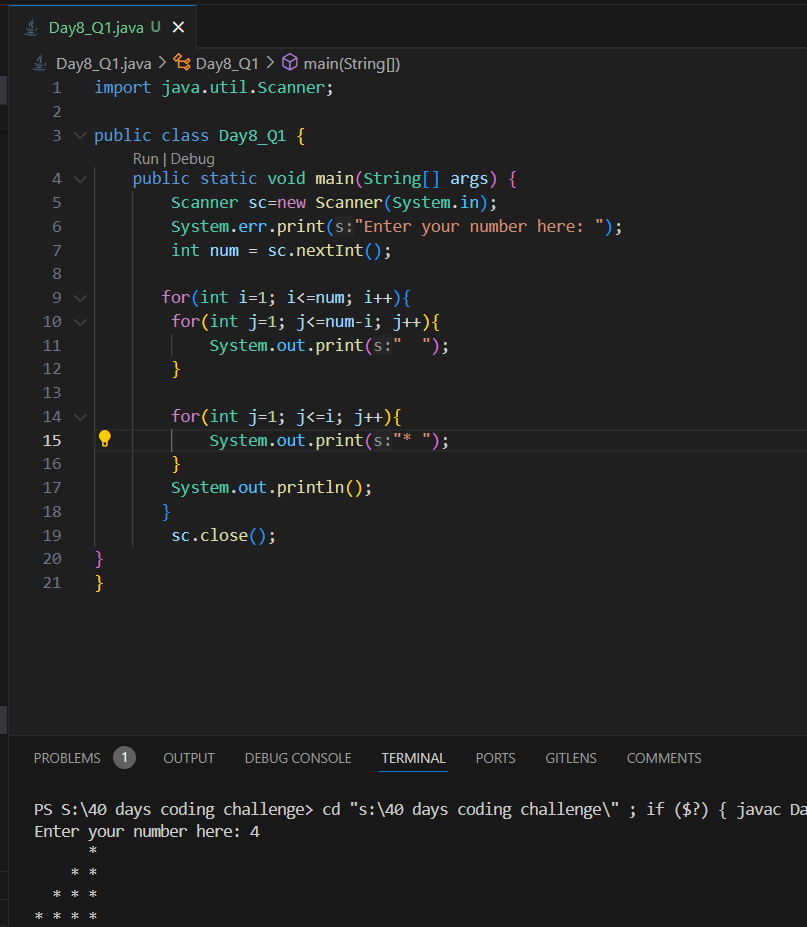 Day8_Q1.java U ×
Day8_Q1.java > Day8_Q1 > main(String[])
1 import java.util.Scanner;
2
3 public class Day8_Q1 {
Run | Debug
4 public static void main(String[] args) {
5 Scanner sc=new Scanner(System.in);
6 System.err.print(s:"Enter your number here: ");
7 int num = sc.nextInt();
8
9 for(int i=1; i<=num; i++){
10 for(int j=1; j<=num-i; j++){
11 System.out.print(s:"  ");
12 }
13
14 for(int j=1; j<=i; j++){
15 System.out.print(s:"* ");
16 }
17 System.out.println();
18 }
19 sc.close();
20 }
21 }
PROBLEMS 1 OUTPUT DEBUG CONSOLE TERMINAL PORTS GITLENS COMMENTS
PS S:\40 days coding challenge> cd "s:\40 days coding challenge\" ; if ($?) { javac Da
Enter your number here: 4
      *
    * *
  * * *
* * * *